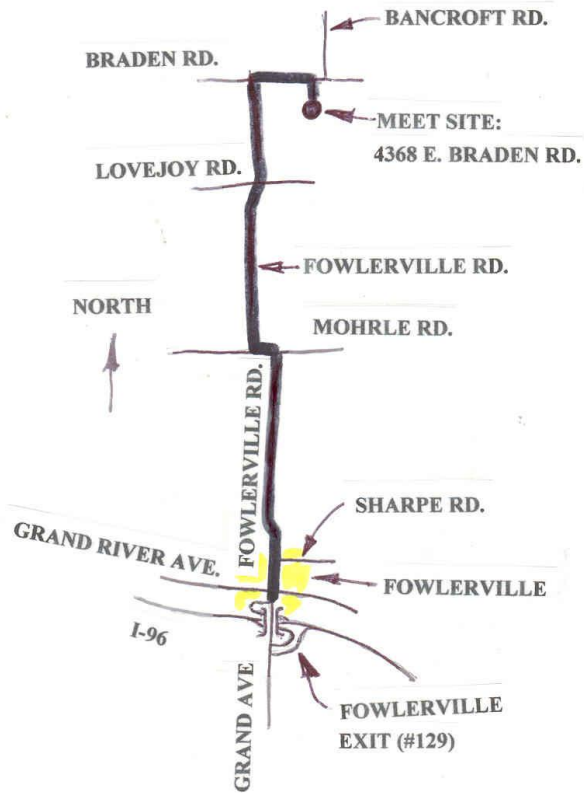 BANCROFT RD.
BRADEN RD.
MEET SITE:
4368 E. BRADEN RD.
LOVEJOY RD.
FOWLERVILLE RD.
NORTH
MOHRLE RD.
FOWLERVILLE RD.
SHARPE RD.
GRAND RIVER AVE.
FOWLERVILLE
I-96
GRAND AVE
FOWLERVILLE
EXIT (#129)